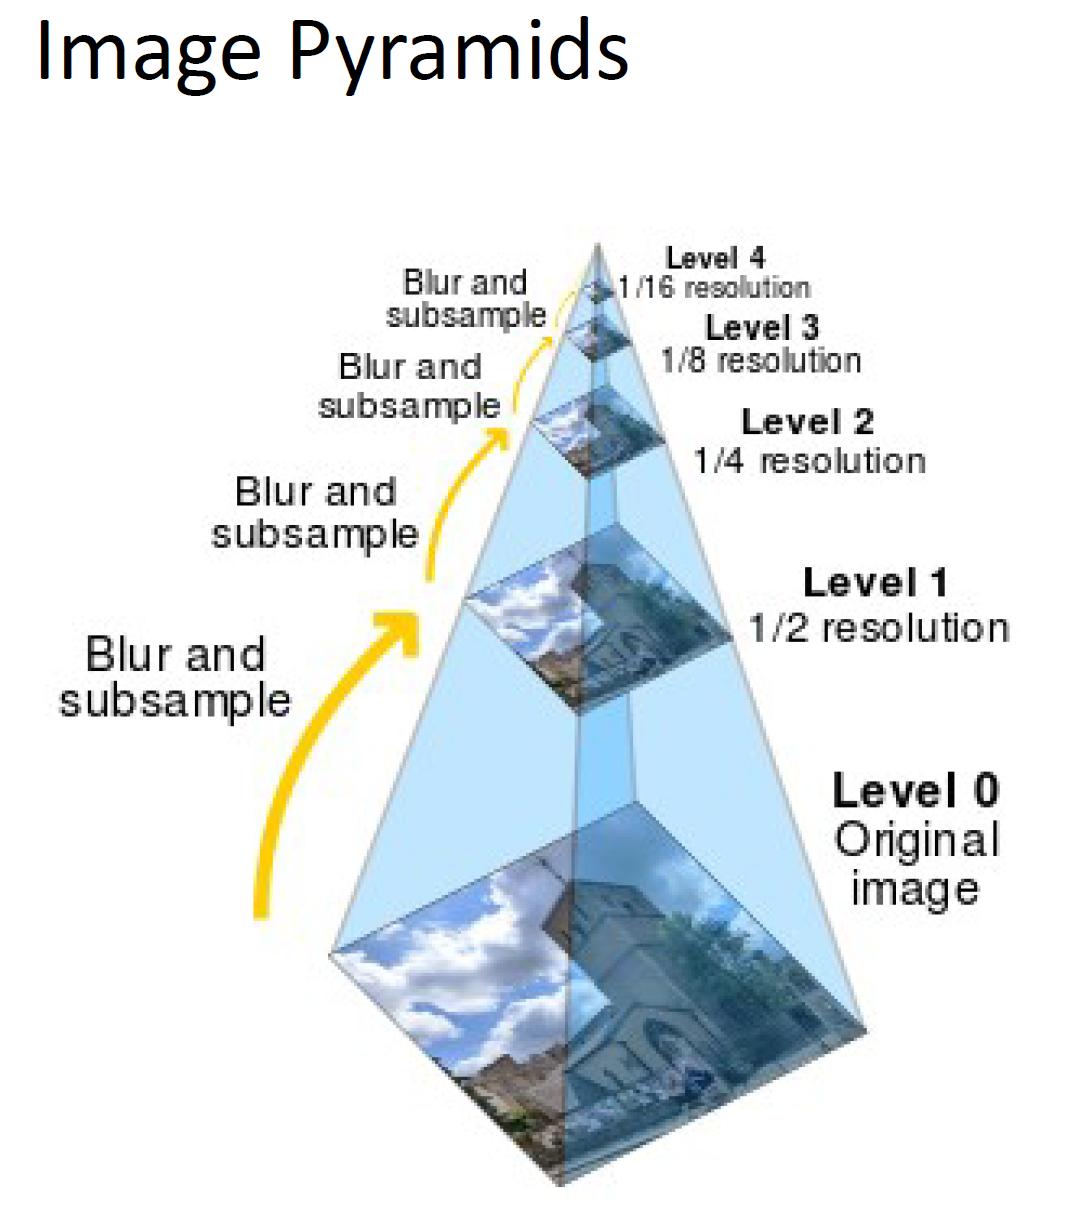 Image Pyramids
Level 4
1/16 resolution
Blur and
subsample
Level 3
1/8 resolution
Blur and
subsample
Level 2
1/4 resolution
Blur and
subsample
Level 1
1/2 resolution
Blur and
subsample
Level 0
Original
image